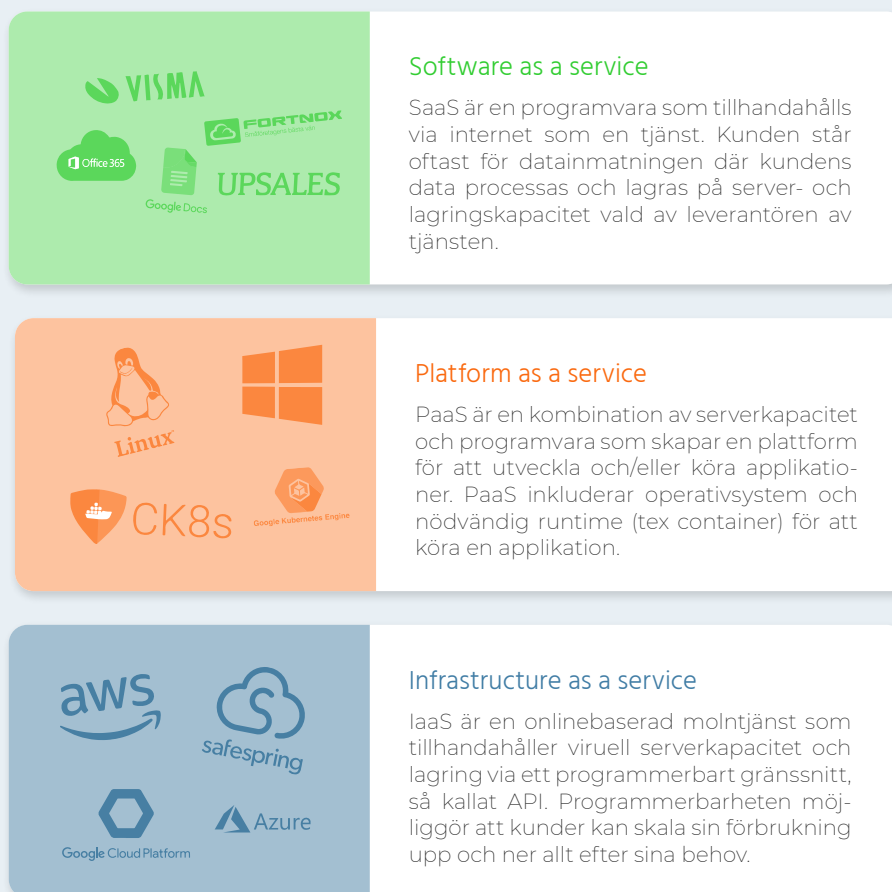 VISMA
FORTNOX
Office 365
Google Docs
UPSALES
Software as a service
SaaS är en programvara som tillhandahålls
via internet som en tjänst. Kunden står
oftast för datainmatningen där kundens
data processas och lagras på server- och
lagringskapacitet vald av leverantören av
tjänsten.
Linux
CK8s
Google Kubernetes Engine
Platform as a service
PaaS är en kombination av serverkapacitet
och programvara som skapar en plattform
för att utveckla och/eller köra applikatio-
ner. PaaS inkluderar operativsystem och
nödvändig runtime (tex container) för att
köra en applikation.
aws
safespring
Google Cloud Platform
Azure
Infrastructure as a service
IaaS är en onlinebaserad molntjänst som
tillhandahåller viruell serverkapacitet och
lagring via ett programmerbart gränssnitt,
så kallat API. Programmerbarheten möj-
liggör att kunder kan skala sin förbrukning
upp och ner allt efter sina behov.